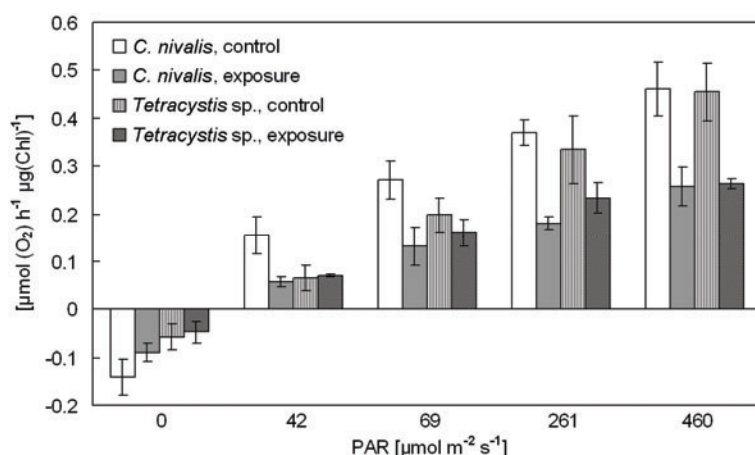 0.6
0.5
0.4
0.3
0.2
0.1
0
-0.1
-0.2
[µmol (O₂) h⁻¹ µg(Chl)⁻¹]
C. nivalis, control
C. nivalis, exposure
Tetracystis sp., control
Tetracystis sp., exposure
0 42 69 261 460
PAR [µmol m⁻² s⁻¹]